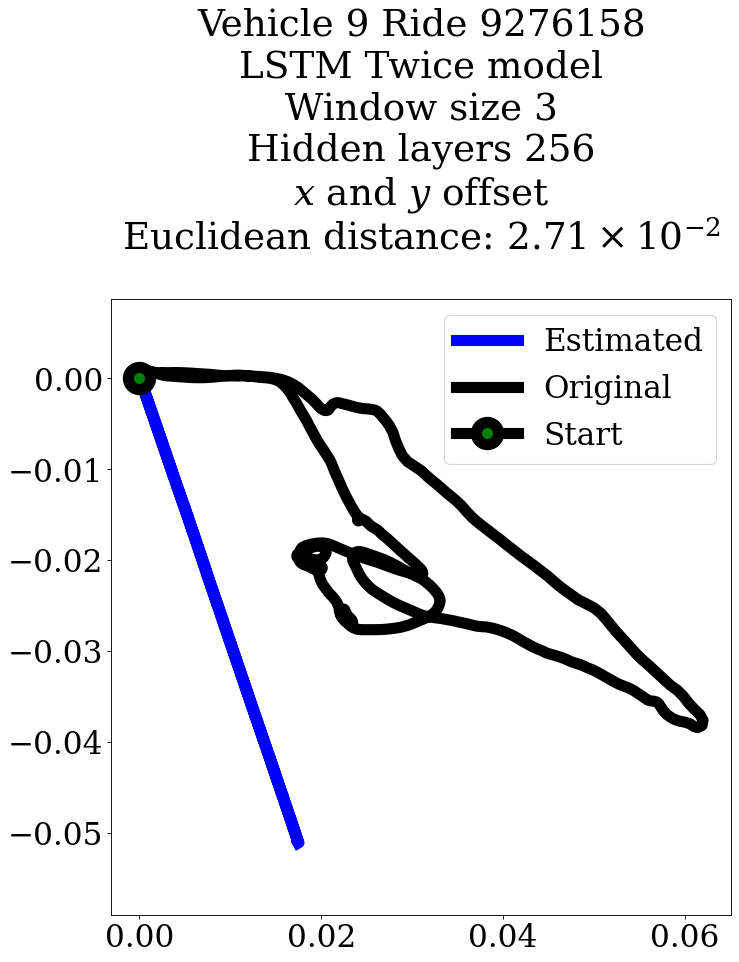 Vehicle 9 Ride 9276158
LSTM Twice model
Window size 3
Hidden layers 256
x and y offset
Euclidean distance: 2.71 × 10⁻²
Estimated
Original
Start
0.00
−0.01
−0.02
−0.03
−0.04
−0.05
0.00 0.02 0.04 0.06